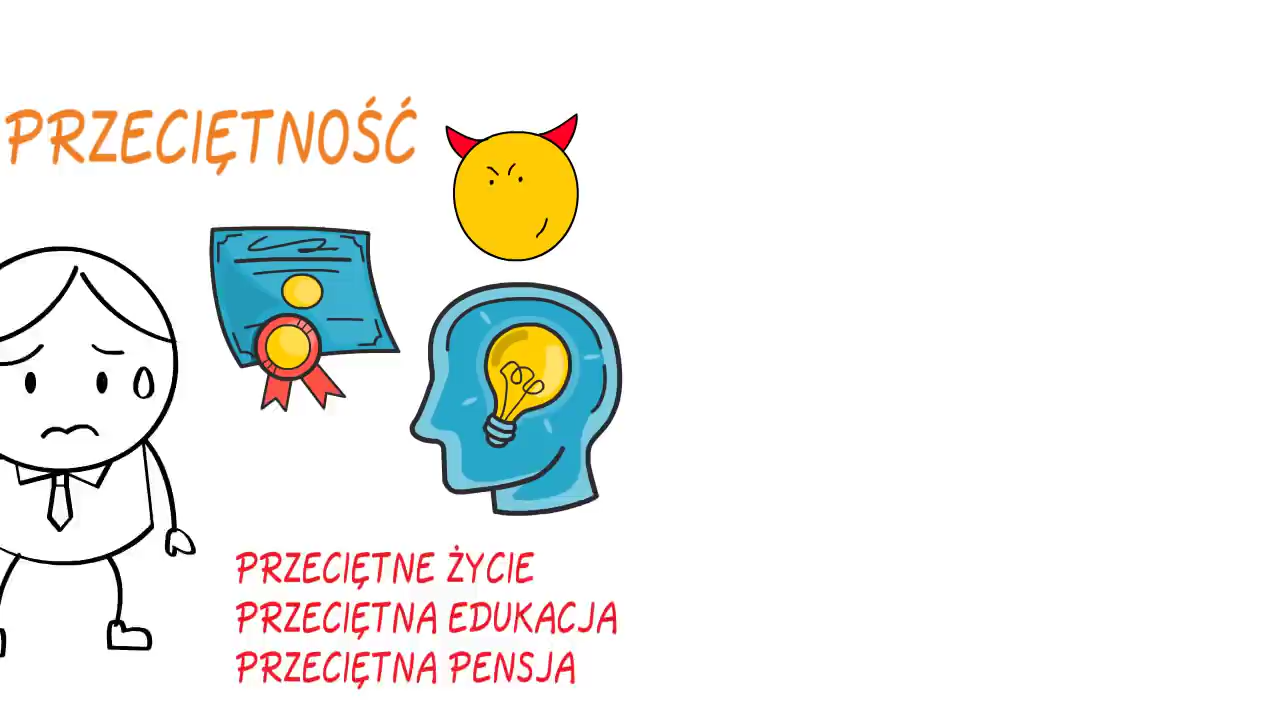 PRZECIĘTNOŚĆ
PRZECIĘTNE ŻYCIE
PRZECIĘTNA EDUKACJA
PRZECIĘTNA PENSJA